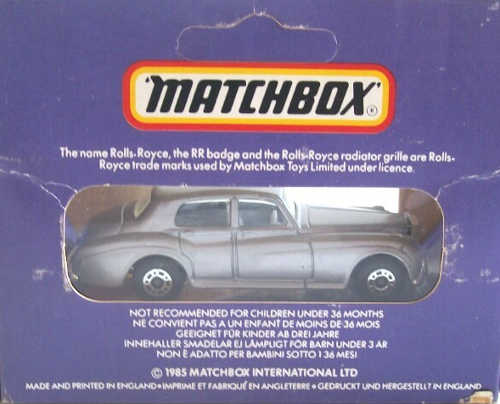 'MATCHBOX' ®
The name Rolls-Royce, the RR badge and the Rolls-Royce radiator grille are Rolls-
Royce trade marks used by Matchbox Toys Limited under licence.
NOT RECOMMENDED FOR CHILDREN UNDER 36 MONTHS
NE CONVIENT PAS A UN ENFANT DE MOINS DE 36 MOIS
GEEIGNET FÜR KINDER AB DREI JAHRE
INNEHALLER SMADELAR EJ LÄMPLIGT FÖR BARN UNDER 3 AR
NON È ADATTO PER BAMBINI SOTTO I 36 MESI
© 1985 MATCHBOX INTERNATIONAL LTD
MADE AND PRINTED IN ENGLAND • IMPRIME ET FABRIQUÉ EN ANGLETERRE • GEDRUCKT UND HERGESTELLT IN ENGLAND